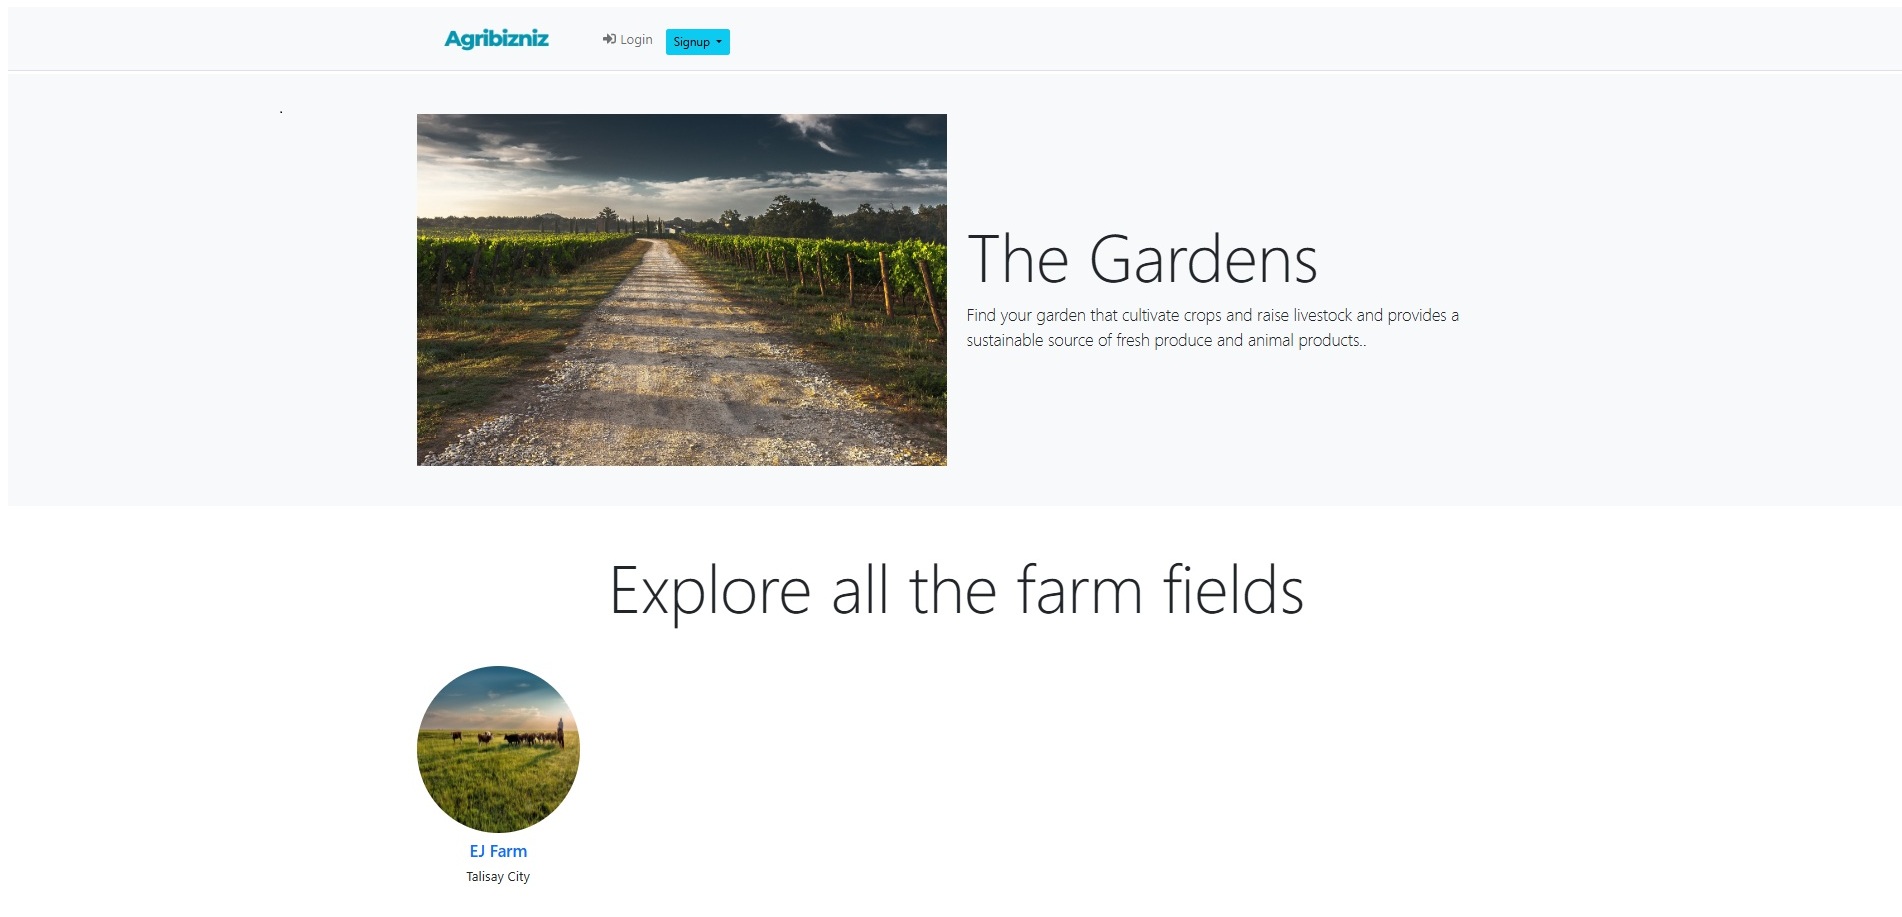 Agribizniz
Login
Signup
The Gardens
Find your garden that cultivate crops and raise livestock and provides a
sustainable source of fresh produce and animal products..
Explore all the farm fields
EJ Farm
Talisay City